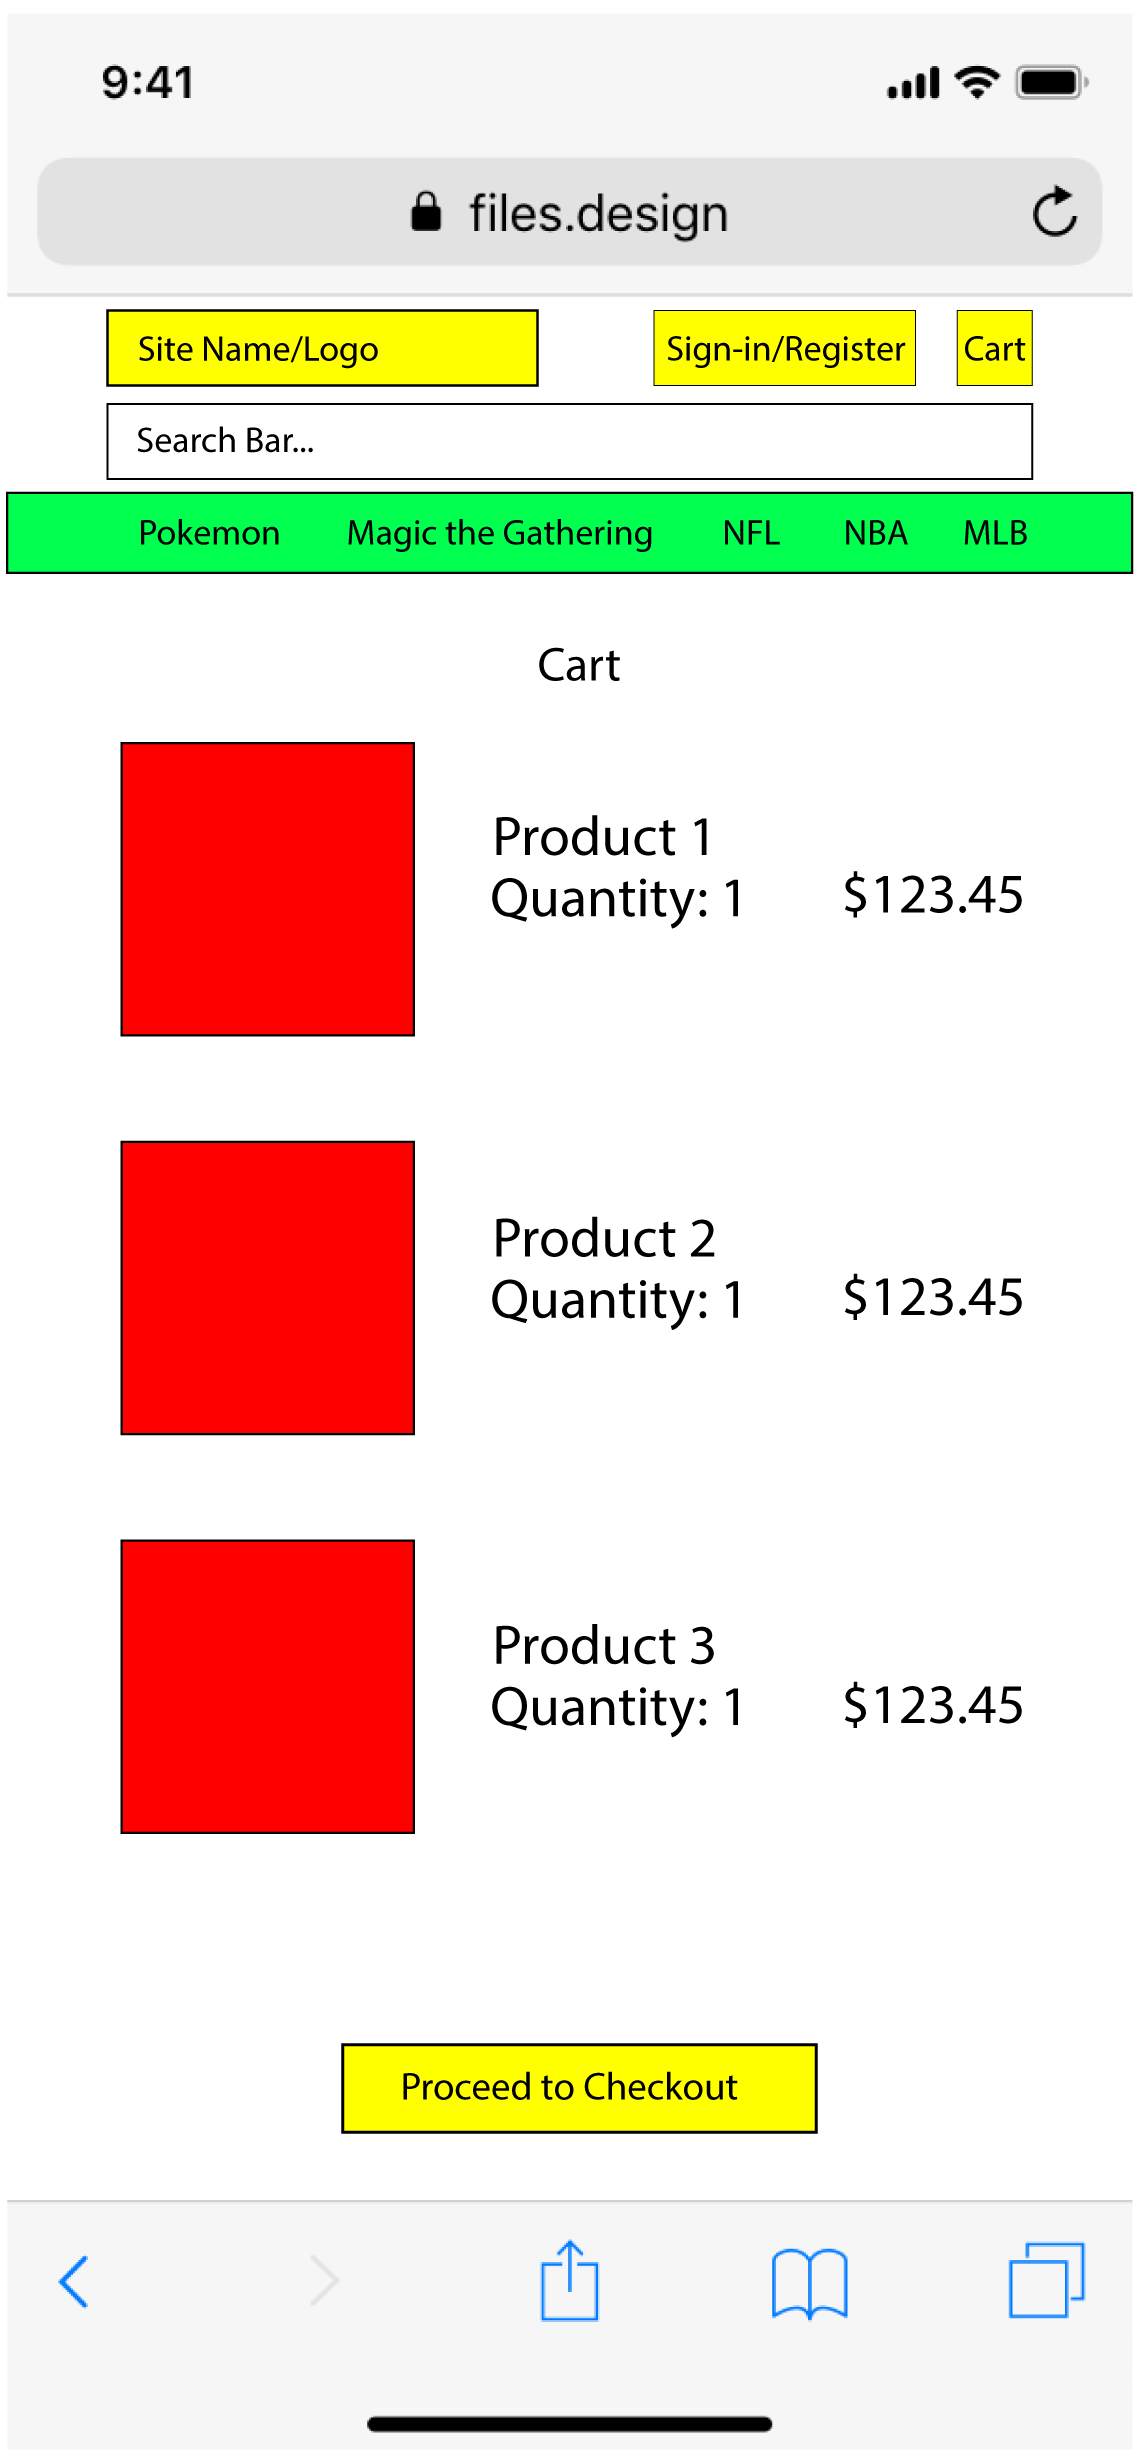 9:41
files.design
Site Name/Logo Sign-in/Register Cart
Search Bar...
Pokemon Magic the Gathering NFL NBA MLB
Cart
Product 1
Quantity: 1 $123.45
Product 2
Quantity: 1 $123.45
Product 3
Quantity: 1 $123.45
Proceed to Checkout